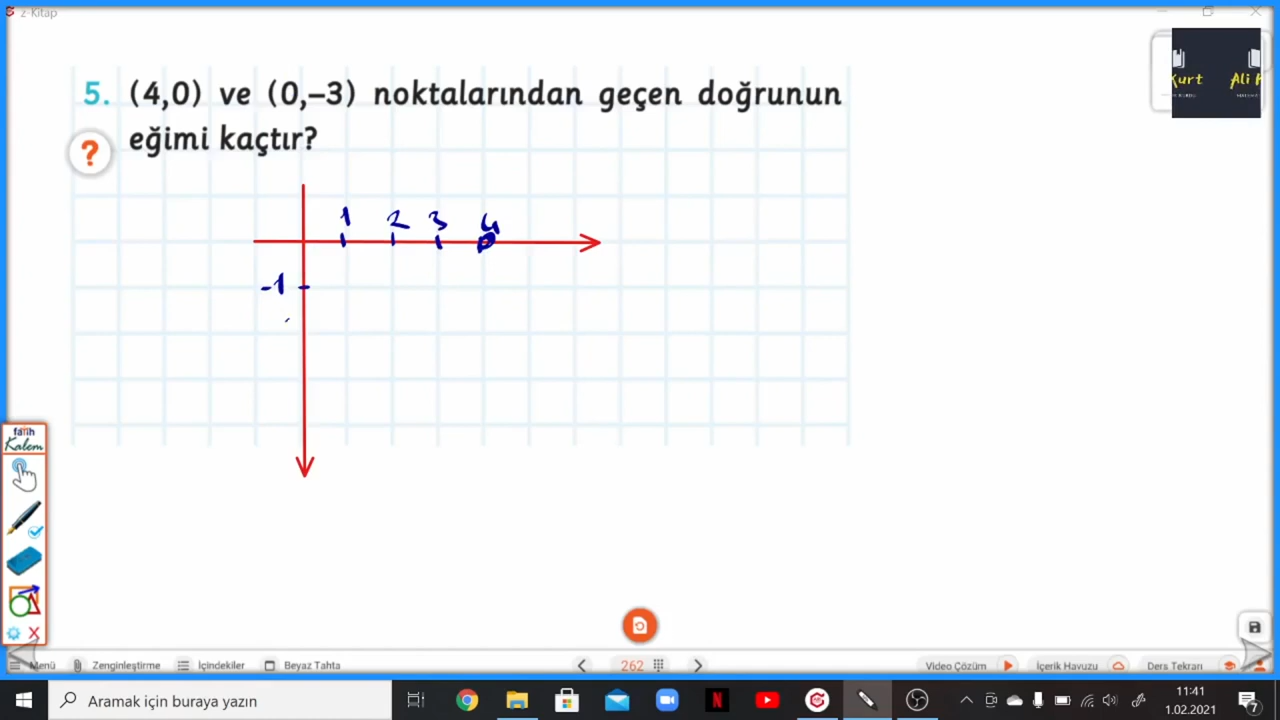 z-Kitap
5. (4,0) ve (0,–3) noktalarından geçen doğrunun
eğimi kaçtır?
?
1 2 3 4
-1
Kurt Ali
fatih
Kalem
Menü Zenginleştirme İçindekiler Beyaz Tahta 262 Video Çözüm İçerik Havuzu Ders Tekrarı
Aramak için buraya yazın
11:41
1.02.2021
7